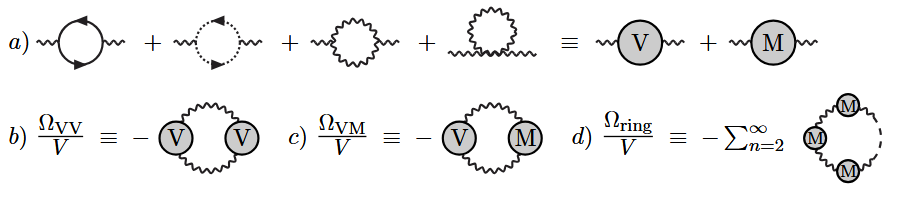 a) + + + ≡ V + M
b) Ω_VV / V ≡ − V V c) Ω_VM / V ≡ − V M d) Ω_ring / V ≡ − ∑_{n=2}^{∞} M M M